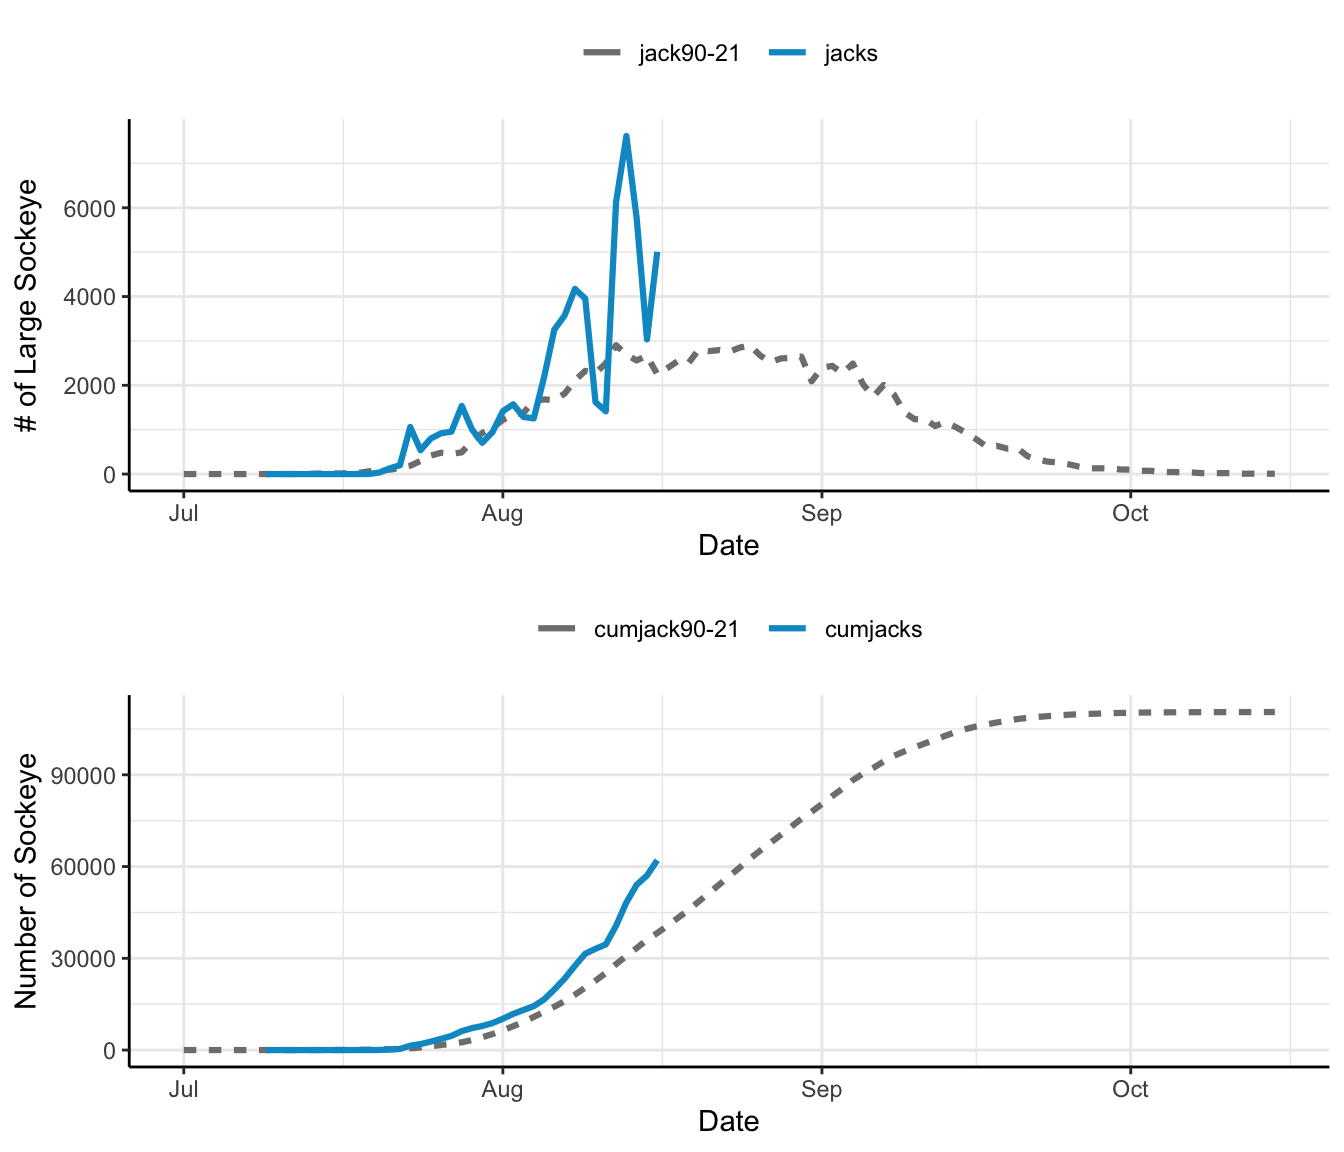 jack90-21 jacks
# of Large Sockeye
6000
4000
2000
0
Jul Aug Sep Oct
Date
cumjack90-21 cumjacks
Number of Sockeye
90000
60000
30000
0
Jul Aug Sep Oct
Date